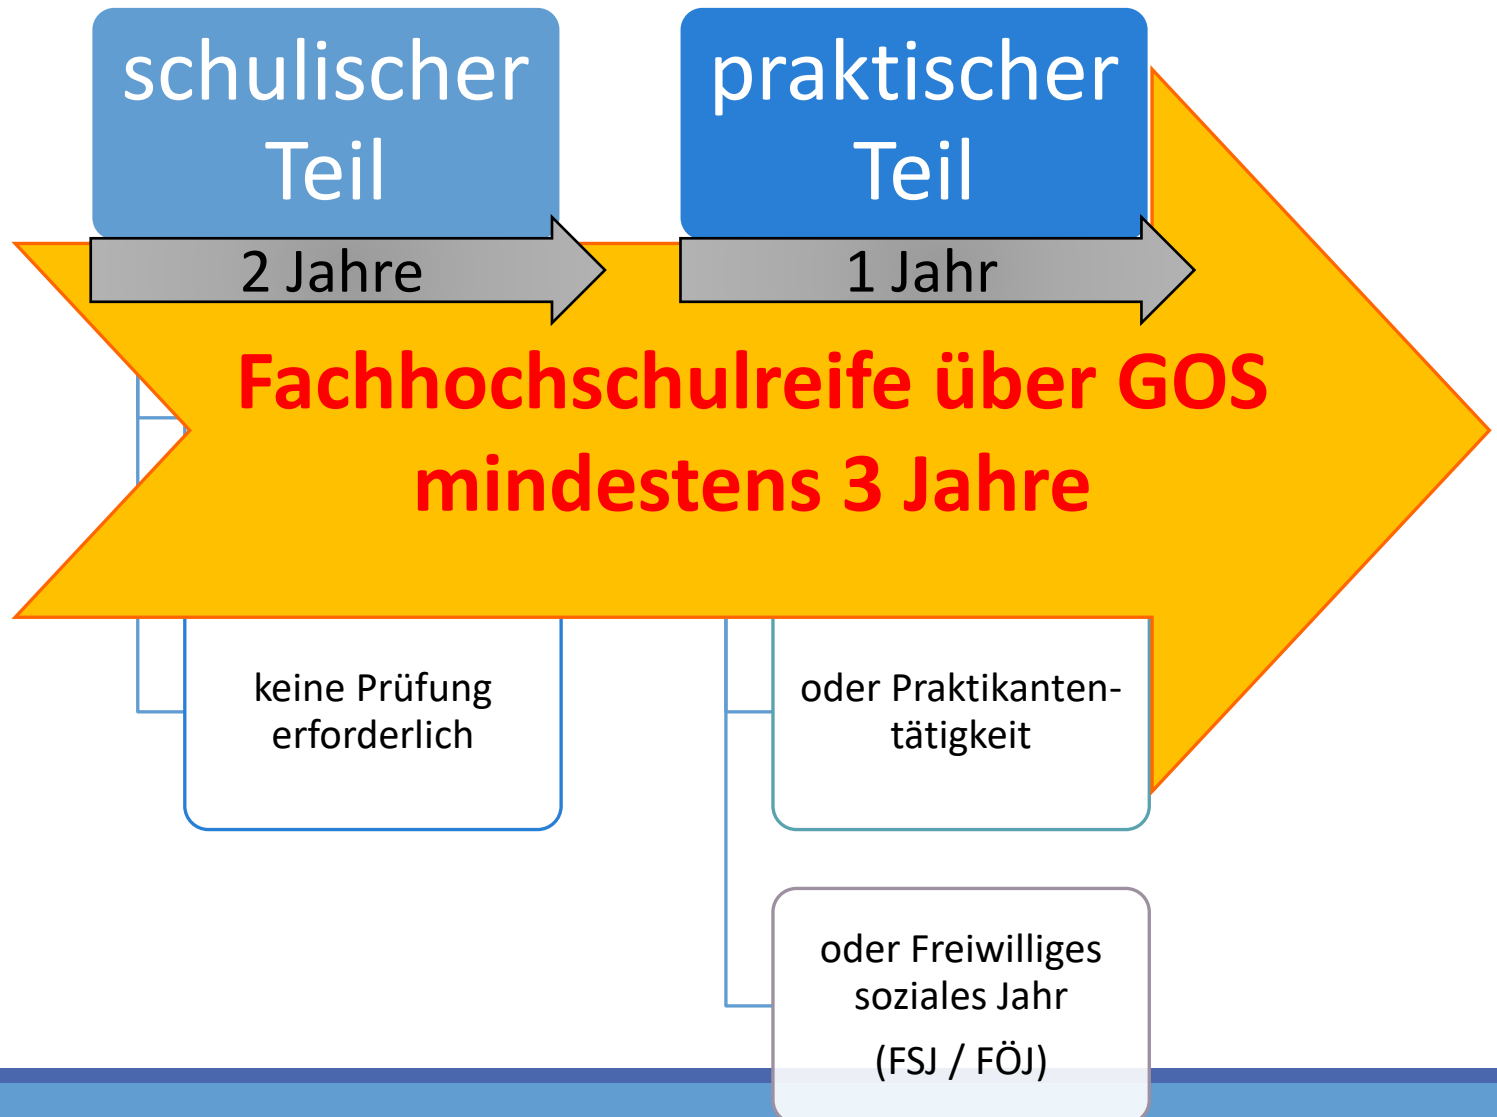 schulischer
Teil
praktischer
Teil
2 Jahre
1 Jahr
Fachhochschulreife über GOS
mindestens 3 Jahre
keine Prüfung
erforderlich
oder Praktikanten-
tätigkeit
oder Freiwilliges
soziales Jahr
(FSJ / FÖJ)